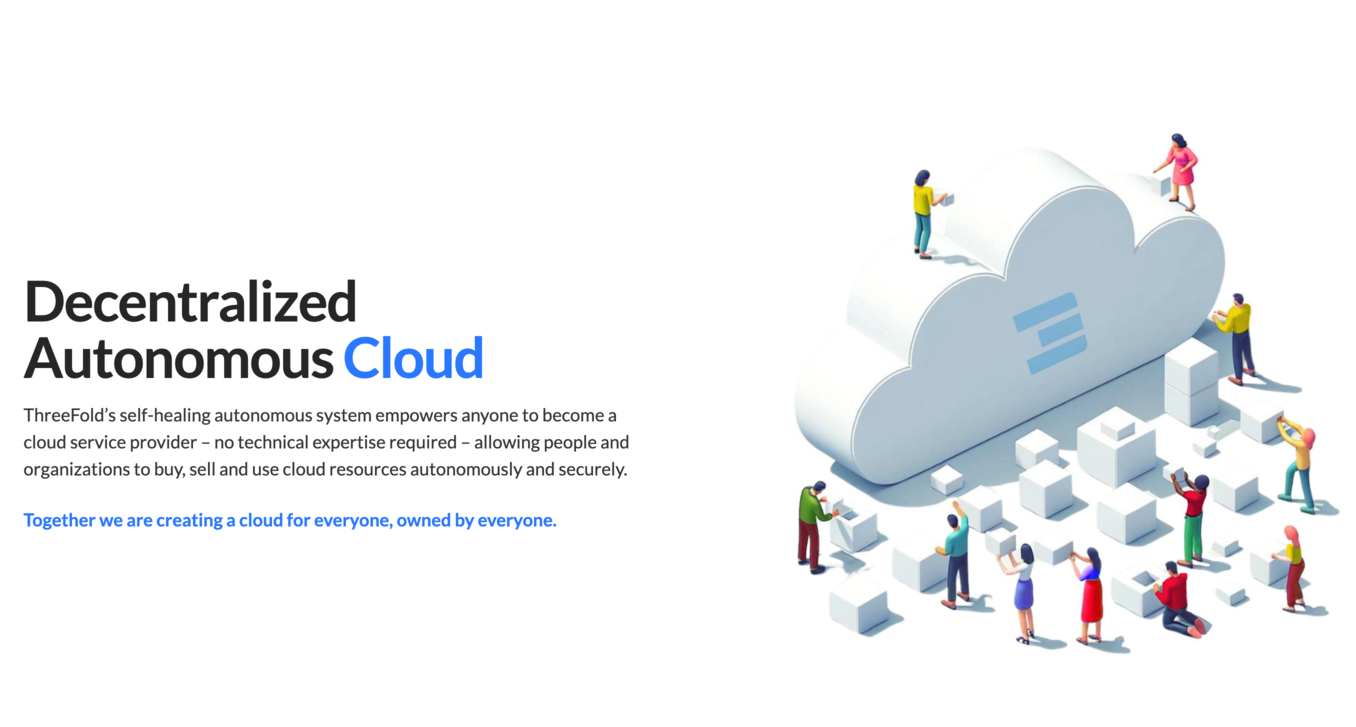 Decentralized
Autonomous Cloud
ThreeFold’s self-healing autonomous system empowers anyone to become a
cloud service provider – no technical expertise required – allowing people and
organizations to buy, sell and use cloud resources autonomously and securely.
Together we are creating a cloud for everyone, owned by everyone.